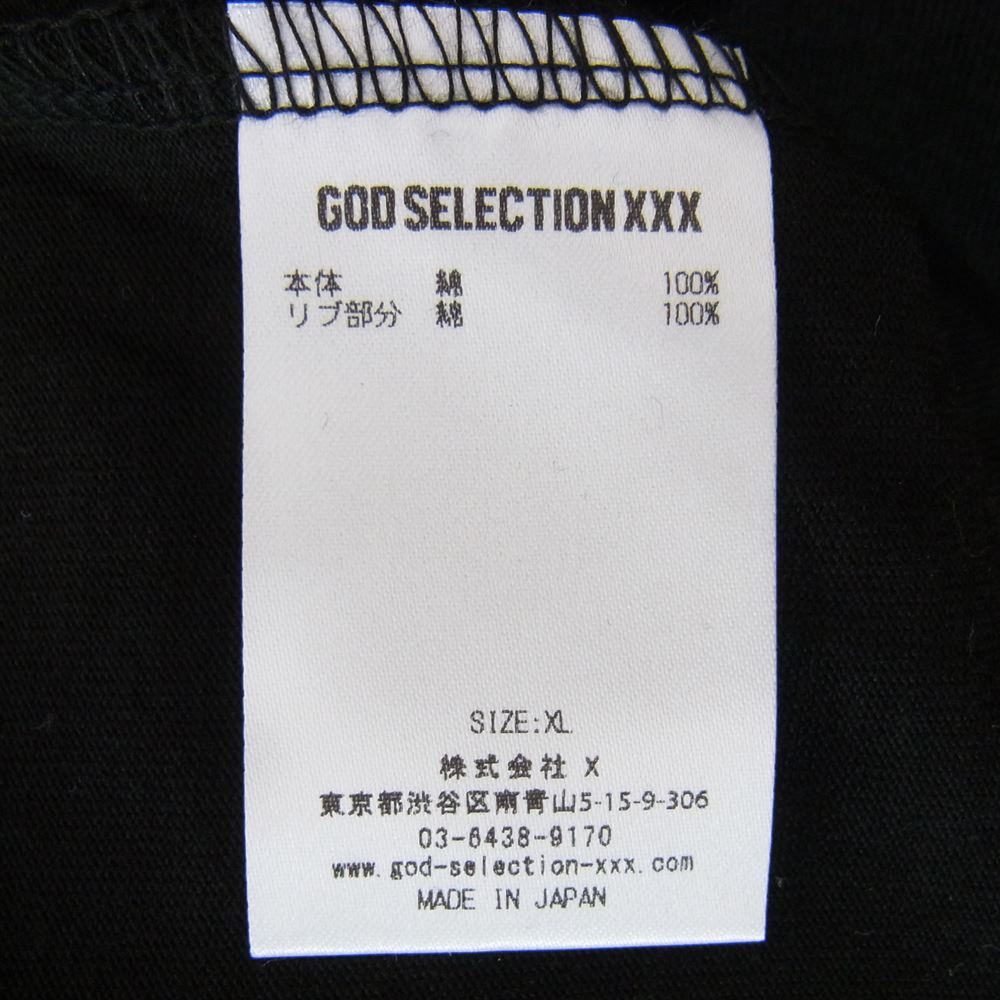 GOD SELECTION XXX
本体 綿 100%
リブ部分 綿 100%
SIZE:XL
株式会社 X
東京都渋谷区南青山5-15-9-306
03-6438-9170
www.god-selection-xxx.com
MADE IN JAPAN